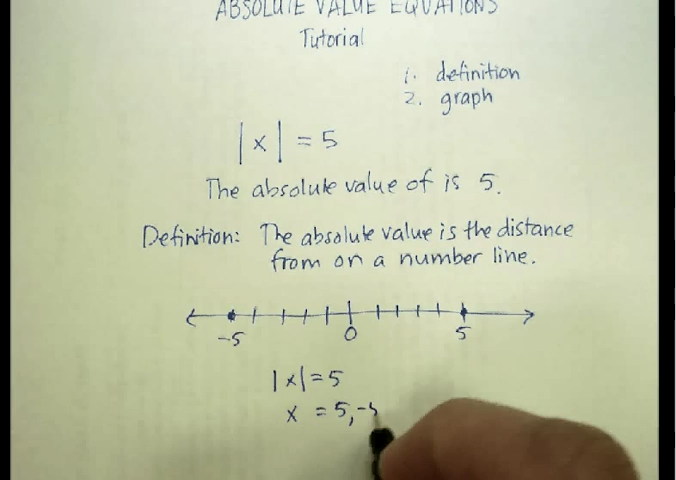 ABSOLUTE VALUE EQUATIONS
Tutorial
1. definition
2. graph
|x| = 5
The absolute value of is 5.
Definition: The absolute value is the distance
from on a number line.
-5 0 5
|x| = 5
x = 5, -5